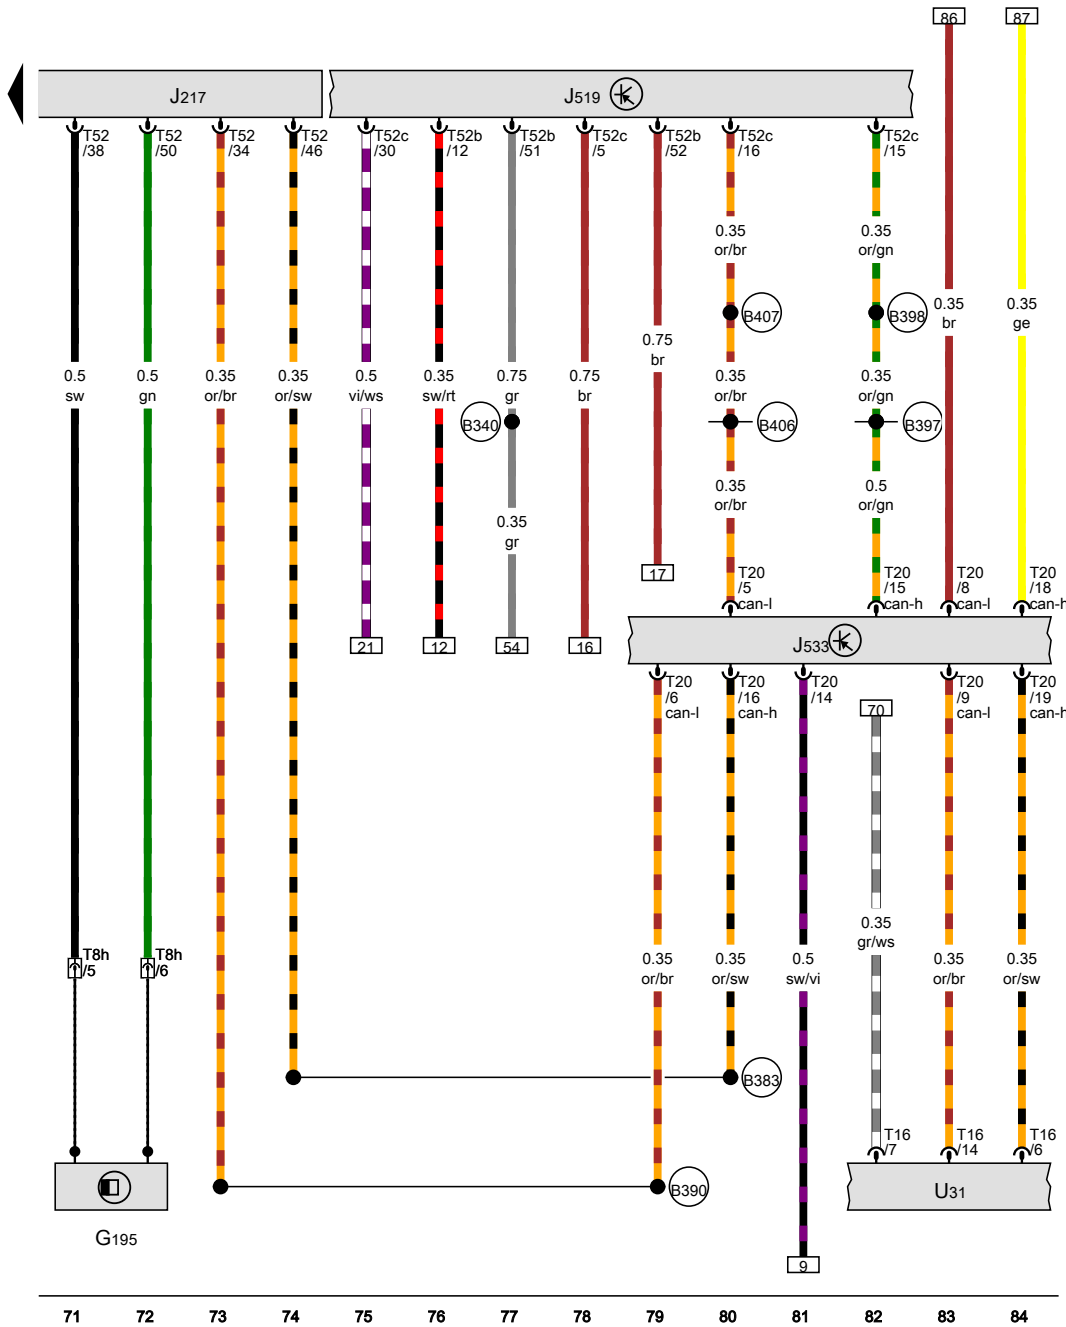 86
87
J217
J519
T52
/38
T52
/50
T52
/34
T52
/46
T52c
/30
T52b
/12
T52b
/51
T52c
/5
T52b
/52
T52c
/16
T52c
/15
0.35
or/br
0.35
or/gn
B407
B398
0.35
br
0.35
ge
0.75
br
0.5
sw
0.5
gn
0.35
or/br
0.35
or/sw
0.5
vi/ws
0.35
sw/rt
0.75
gr
0.75
br
0.35
or/br
0.35
or/gn
B340
B406
B397
0.35
or/br
0.5
or/gn
0.35
gr
17
T20
/5
can-l
T20
/15
can-h
T20
/8
can-l
T20
/18
can-h
21
12
54
16
J533
T20
/6
can-l
T20
/16
can-h
T20
/14
70
T20
/9
can-l
T20
/19
can-h
0.35
gr/ws
T8h
/5
T8h
/6
0.35
or/br
0.35
or/sw
0.5
sw/vi
0.35
or/br
0.35
or/sw
B383
T16
/7
T16
/14
T16
/6
B390
U31
G195
9
71 72 73 74 75 76 77 78 79 80 81 82 83 84